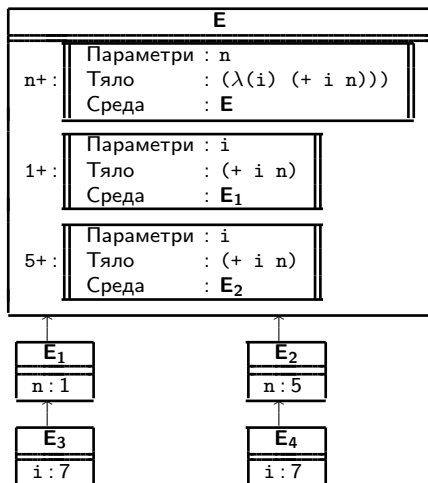 E
Параметри : n
n+ : Тяло : (λ(i) (+ i n)))
Среда : E
Параметри : i
1+ : Тяло : (+ i n)
Среда : E₁
Параметри : i
5+ : Тяло : (+ i n)
Среда : E₂
E₁ E₂
n : 1 n : 5
E₃ E₄
i : 7 i : 7